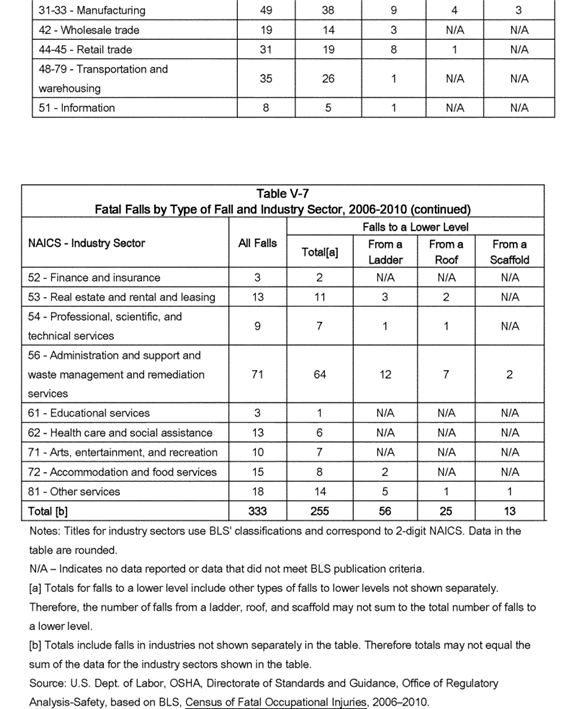 31-33 - Manufacturing 49 38 9 4 3
42 - Wholesale trade 19 14 3 N/A N/A
44-45 - Retail trade 31 19 8 1 N/A
48-79 - Transportation and
warehousing 35 26 1 N/A N/A
51 - Information 8 5 1 N/A N/A
Table V-7
Fatal Falls by Type of Fall and Industry Sector, 2006-2010 (continued)
NAICS - Industry Sector All Falls Falls to a Lower Level
Total[a] From a Ladder From a Roof From a Scaffold
52 - Finance and insurance 3 2 N/A N/A N/A
53 - Real estate and rental and leasing 13 11 3 2 N/A
54 - Professional, scientific, and
technical services 9 7 1 1 N/A
56 - Administration and support and
waste management and remediation 71 64 12 7 2
services
61 - Educational services 3 1 N/A N/A N/A
62 - Health care and social assistance 13 6 N/A N/A N/A
71 - Arts, entertainment, and recreation 10 7 N/A N/A N/A
72 - Accommodation and food services 15 8 2 N/A N/A
81 - Other services 18 14 5 1 1
Total [b] 333 255 56 25 13
Notes: Titles for industry sectors use BLS' classifications and correspond to 2-digit NAICS. Data in the
table are rounded.
N/A – Indicates no data reported or data that did not meet BLS publication criteria.
[a] Totals for falls to a lower level include other types of falls to lower levels not shown separately.
Therefore, the number of falls from a ladder, roof, and scaffold may not sum to the total number of falls to
a lower level.
[b] Totals include falls in industries not shown separately in the table. Therefore totals may not equal the
sum of the data for the industry sectors shown in the table.
Source: U.S. Dept. of Labor, OSHA, Directorate of Standards and Guidance, Office of Regulatory
Analysis-Safety, based on BLS, Census of Fatal Occupational Injuries, 2006–2010.